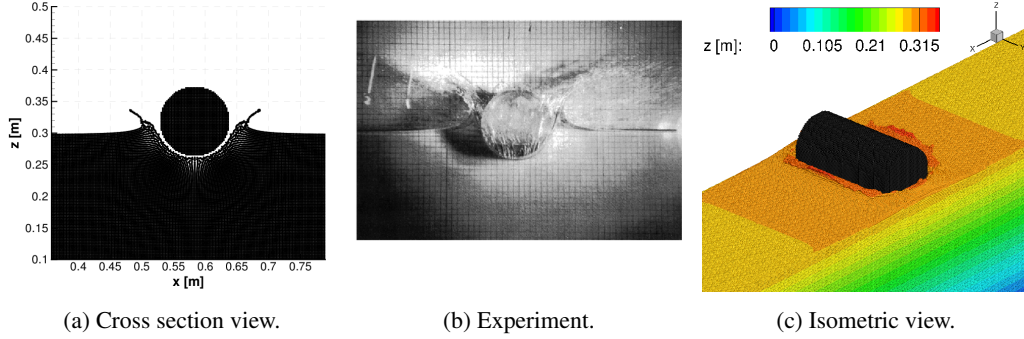 0.5
0.45
0.4
0.35
0.3
0.25
0.2
0.15
0.1
z [m]
0.4 0.45 0.5 0.55 0.6 0.65 0.7 0.75
x [m]
z [m]: 0 0.105 0.21 0.315
z
x
Y
(a) Cross section view.
(b) Experiment.
(c) Isometric view.